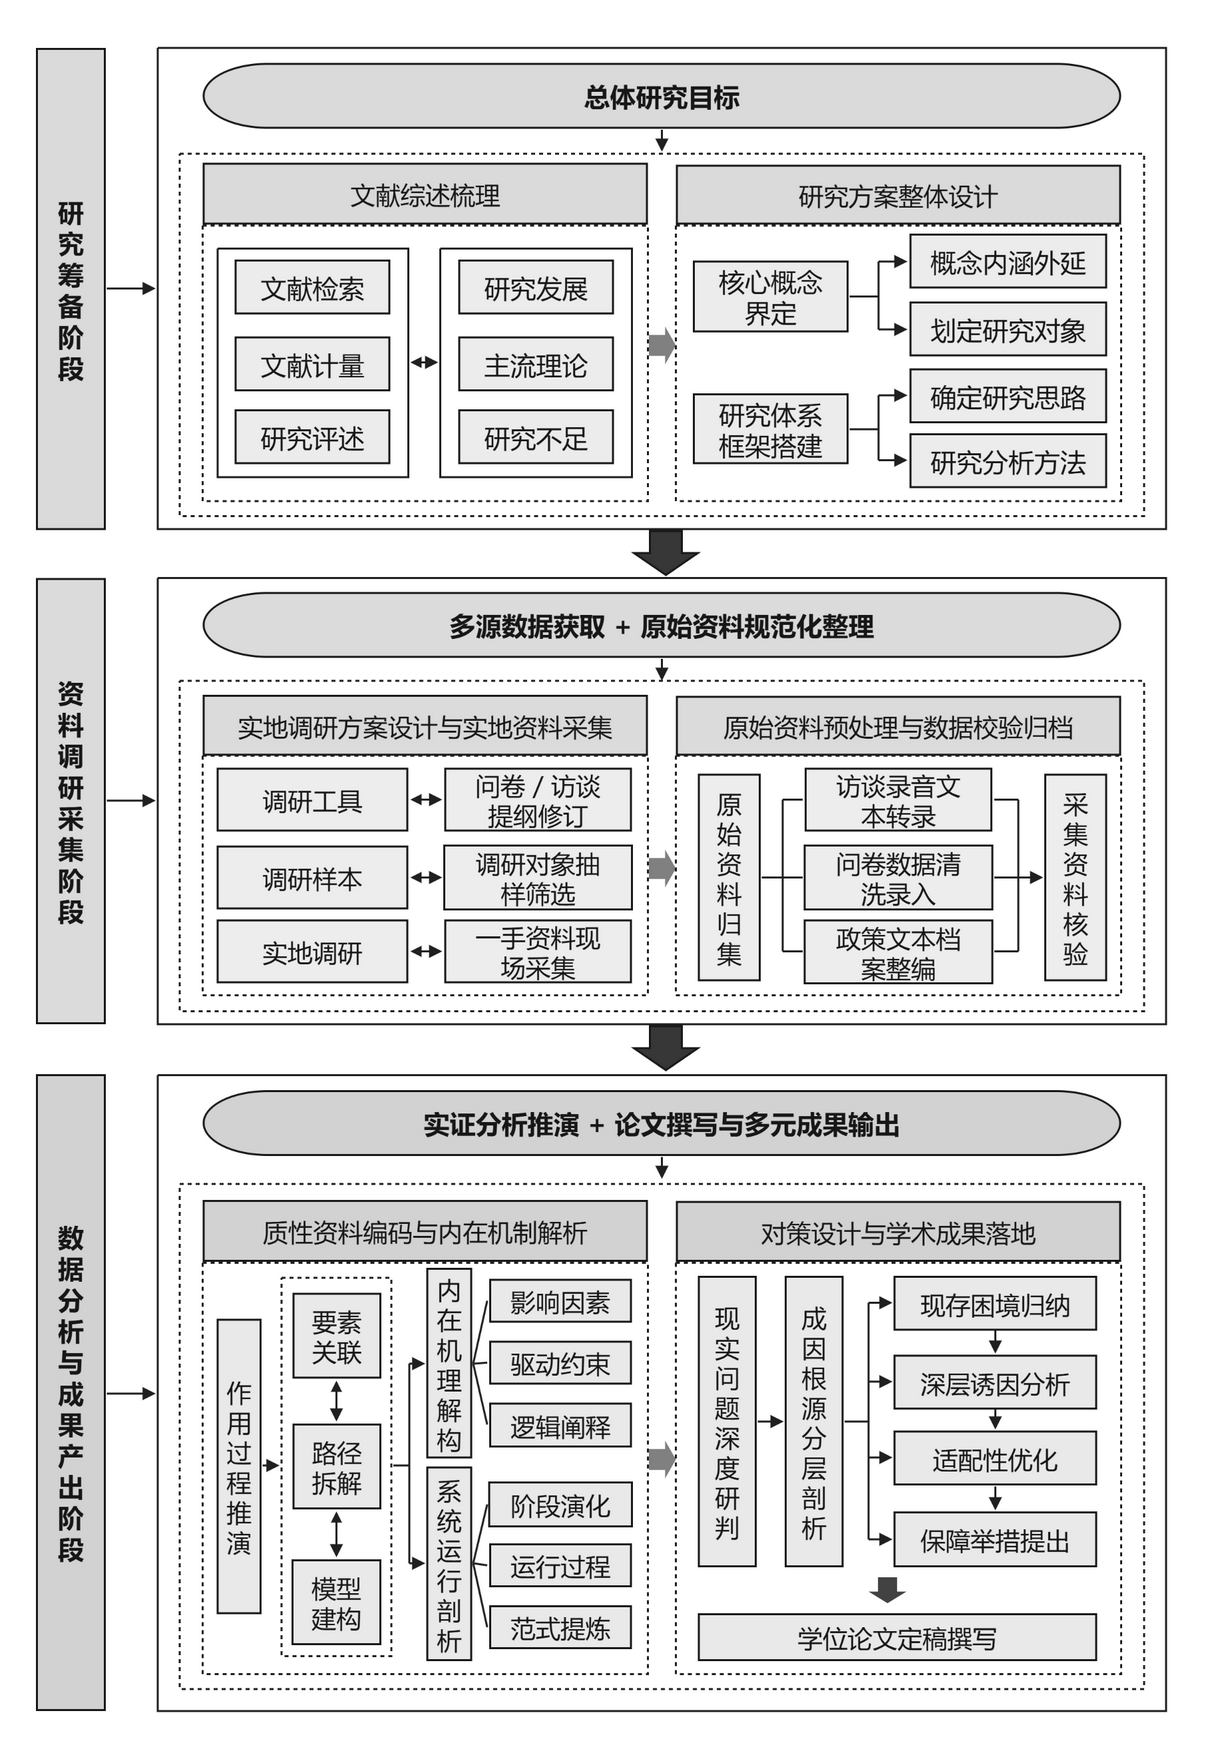 研究筹备阶段
总体研究目标
文献综述梳理
文献检索
文献计量
研究评述
研究发展
主流理论
研究不足
研究方案整体设计
核心概念
界定
概念内涵外延
划定研究对象
研究体系
框架搭建
确定研究思路
研究分析方法
资料调研采集阶段
多源数据获取 + 原始资料规范化整理
实地调研方案设计与实地资料采集
调研工具
问卷 / 访谈
提纲修订
调研样本
调研对象抽
样筛选
实地调研
一手资料现
场采集
原始资料预处理与数据校验归档
原始资料归集
访谈录音文
本转录
问卷数据清
洗录入
政策文本档
案整编
采集资料核验
数据分析与成果产出阶段
实证分析推演 + 论文撰写与多元成果输出
质性资料编码与内在机制解析
作用过程推演
要素
关联
路径
拆解
模型
建构
内在机理解构
影响因素
驱动约束
逻辑阐释
系统运行剖析
阶段演化
运行过程
范式提炼
对策设计与学术成果落地
现实问题深度研判
成因根源分层剖析
现存困境归纳
深层诱因分析
适配性优化
保障举措提出
学位论文定稿撰写